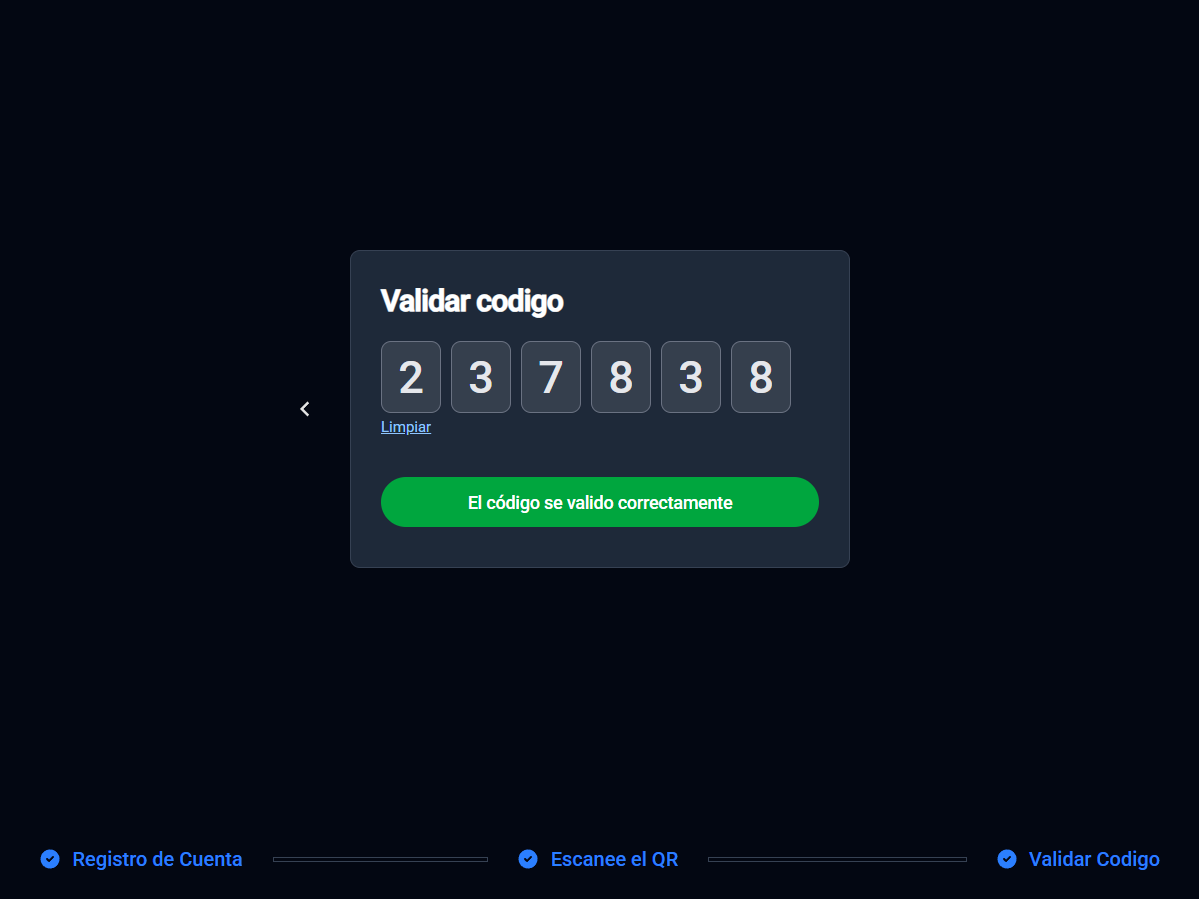 Validar codigo
2 3 7 8 3 8
Limpiar
El código se valido correctamente
Registro de Cuenta Escanee el QR Validar Codigo